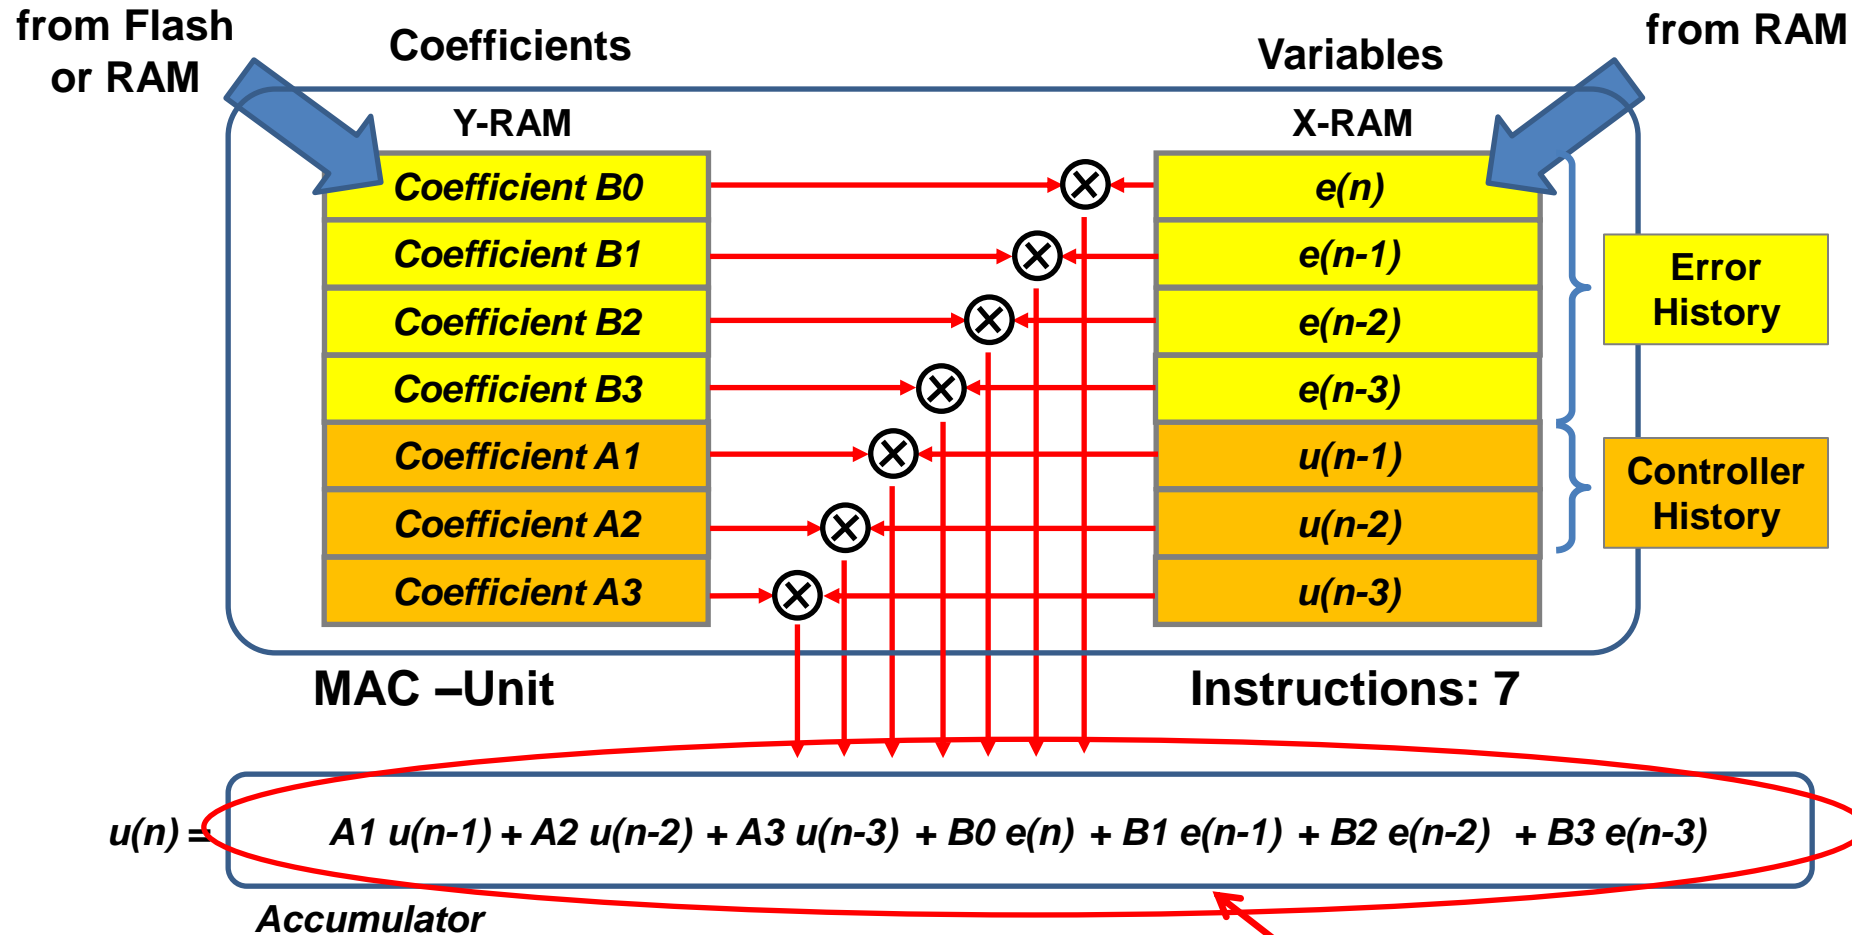 from Flash
or RAM
Coefficients
Variables
from RAM
Y-RAM
X-RAM
Coefficient B0
e(n)
Coefficient B1
e(n-1)
Coefficient B2
e(n-2)
Coefficient B3
e(n-3)
Coefficient A1
u(n-1)
Coefficient A2
u(n-2)
Coefficient A3
u(n-3)
Error
History
Controller
History
MAC –Unit
Instructions: 7
u(n) = A1 u(n-1) + A2 u(n-2) + A3 u(n-3) + B0 e(n) + B1 e(n-1) + B2 e(n-2) + B3 e(n-3)
Accumulator